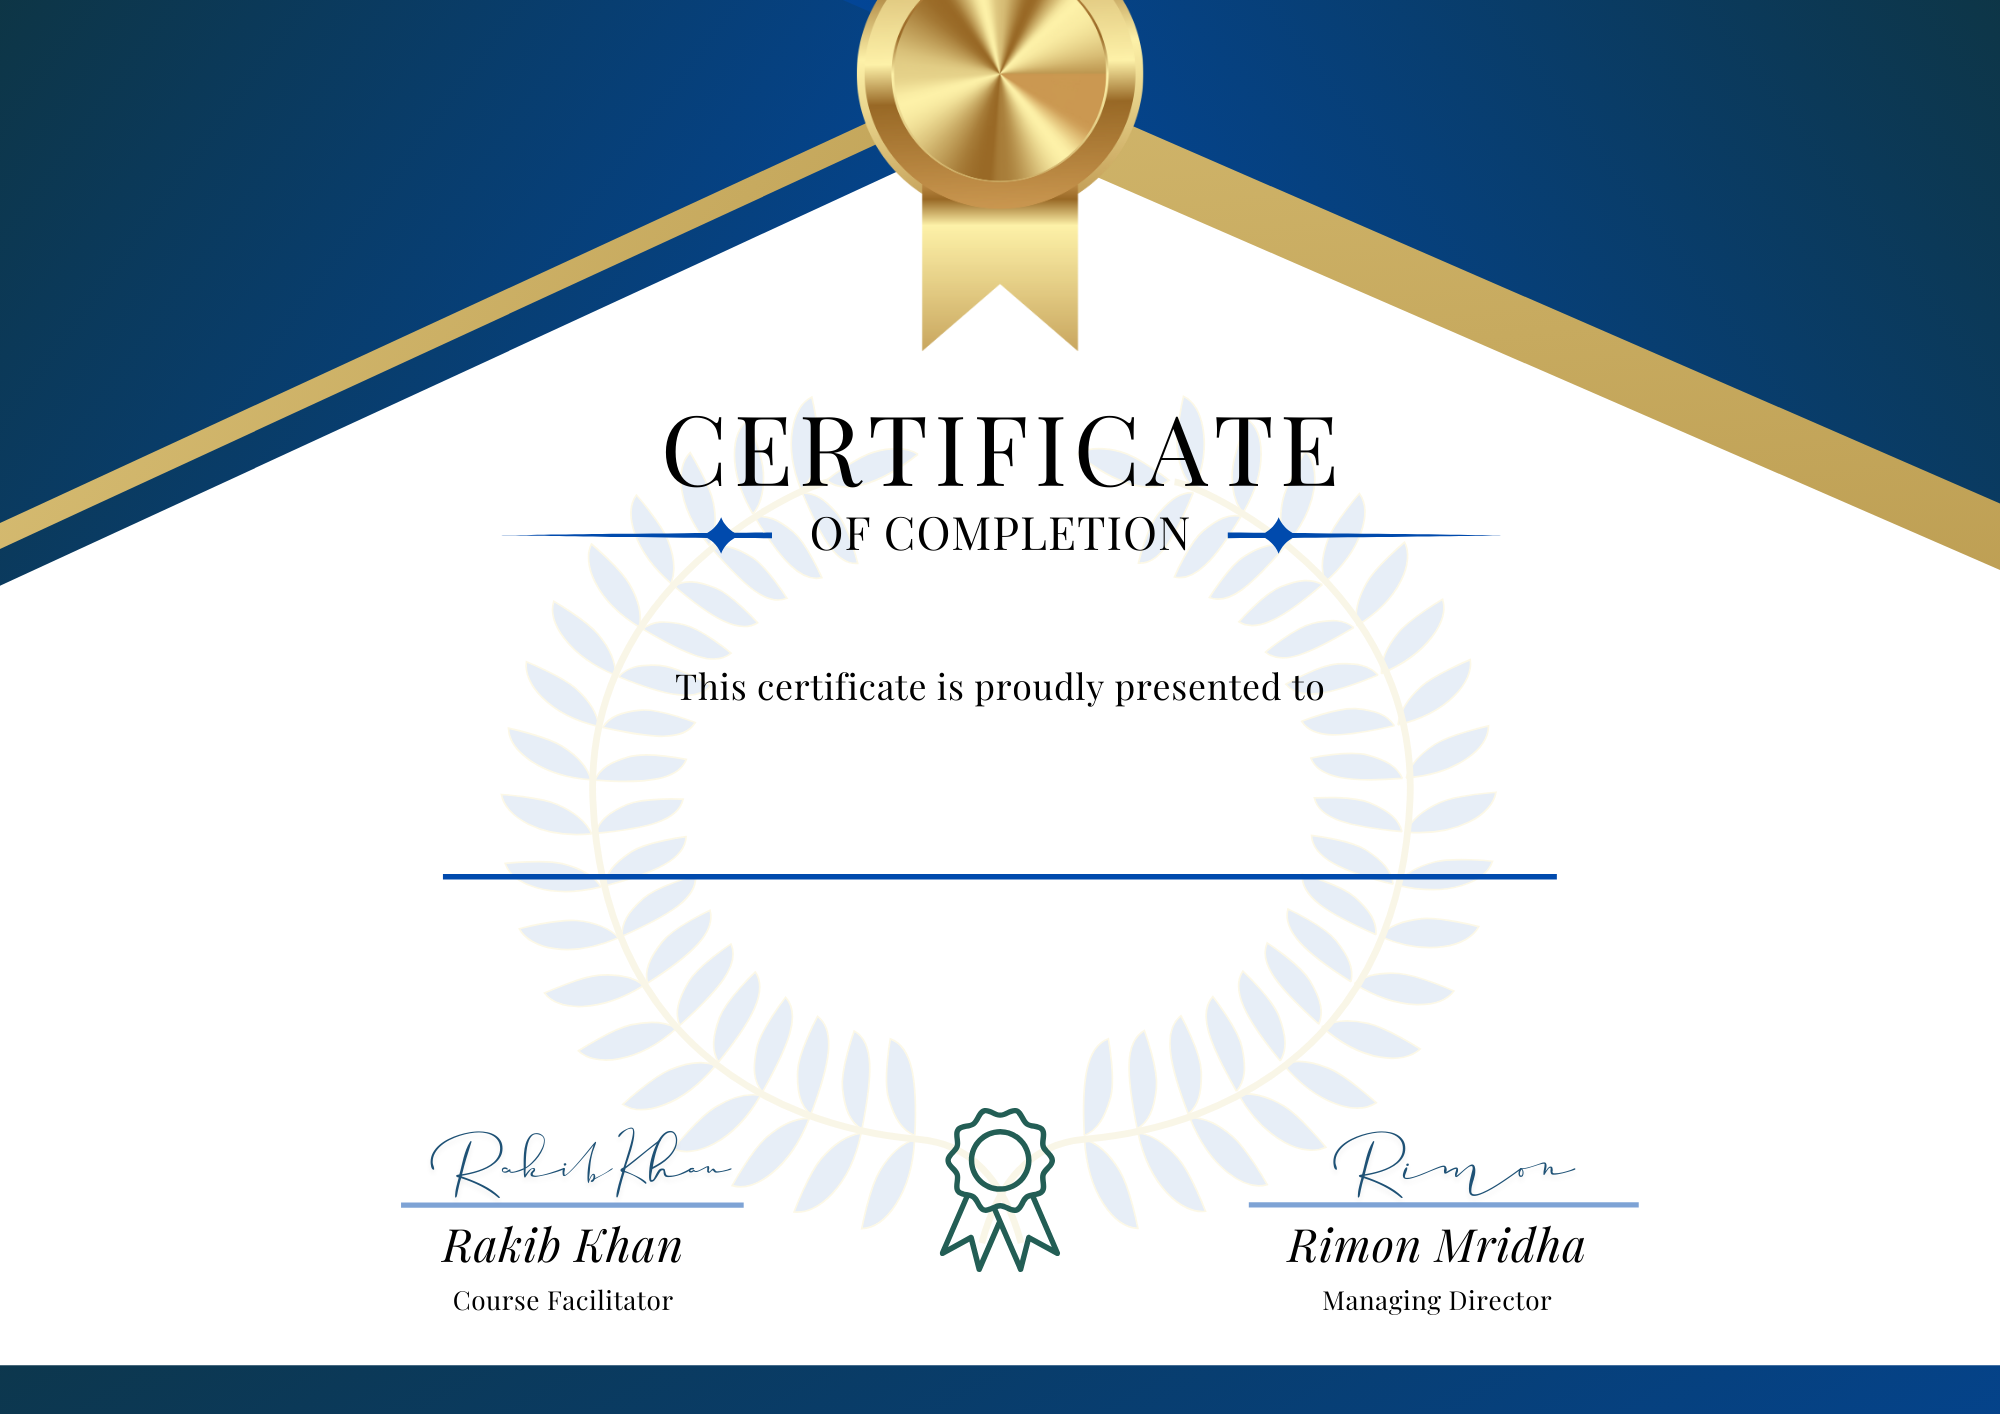 CERTIFICATE
OF COMPLETION
This certificate is proudly presented to
Rakib Khan
Rimon
Rakib Khan
Rimon Mridha
Course Facilitator
Managing Director